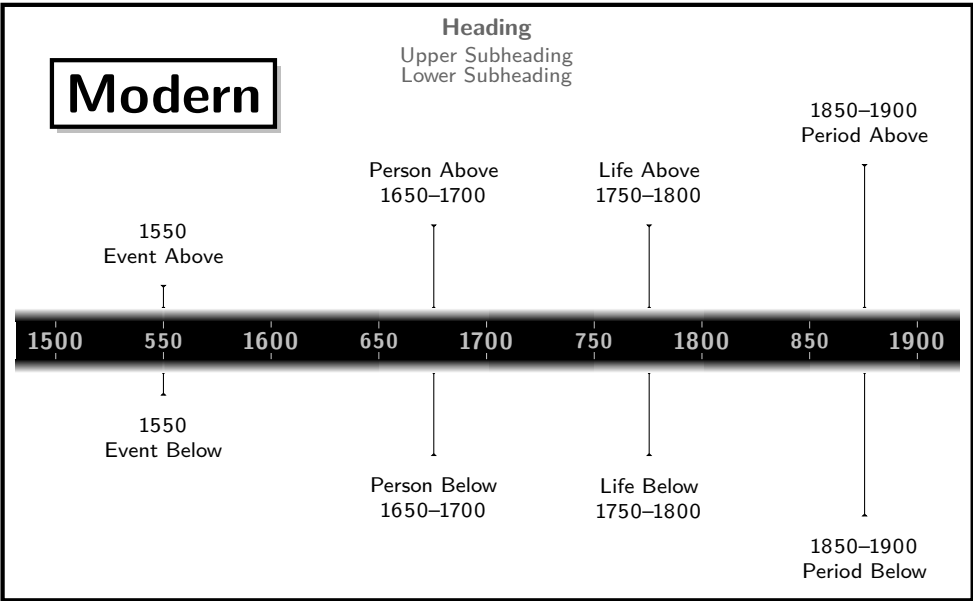 Heading
Upper Subheading
Lower Subheading
Modern
1850–1900
Period Above
Person Above
1650–1700
Life Above
1750–1800
1550
Event Above
1500 550 1600 650 1700 750 1800 850 1900
1550
Event Below
Person Below
1650–1700
Life Below
1750–1800
1850–1900
Period Below